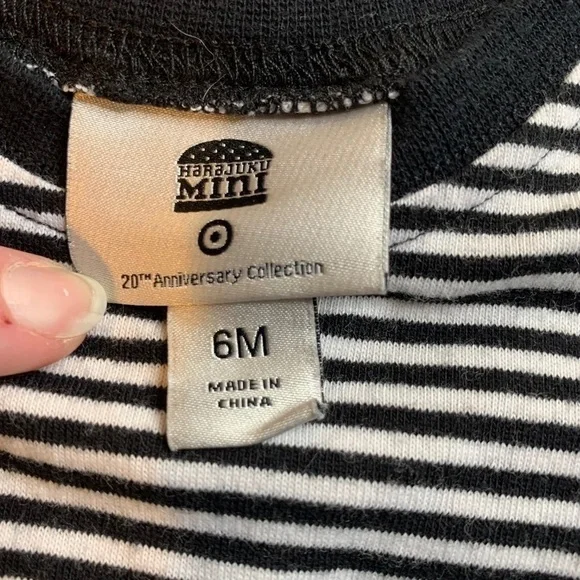 HaRaJUKU
MiNi
20TH Anniversary Collection
6M
MADE IN
CHINA